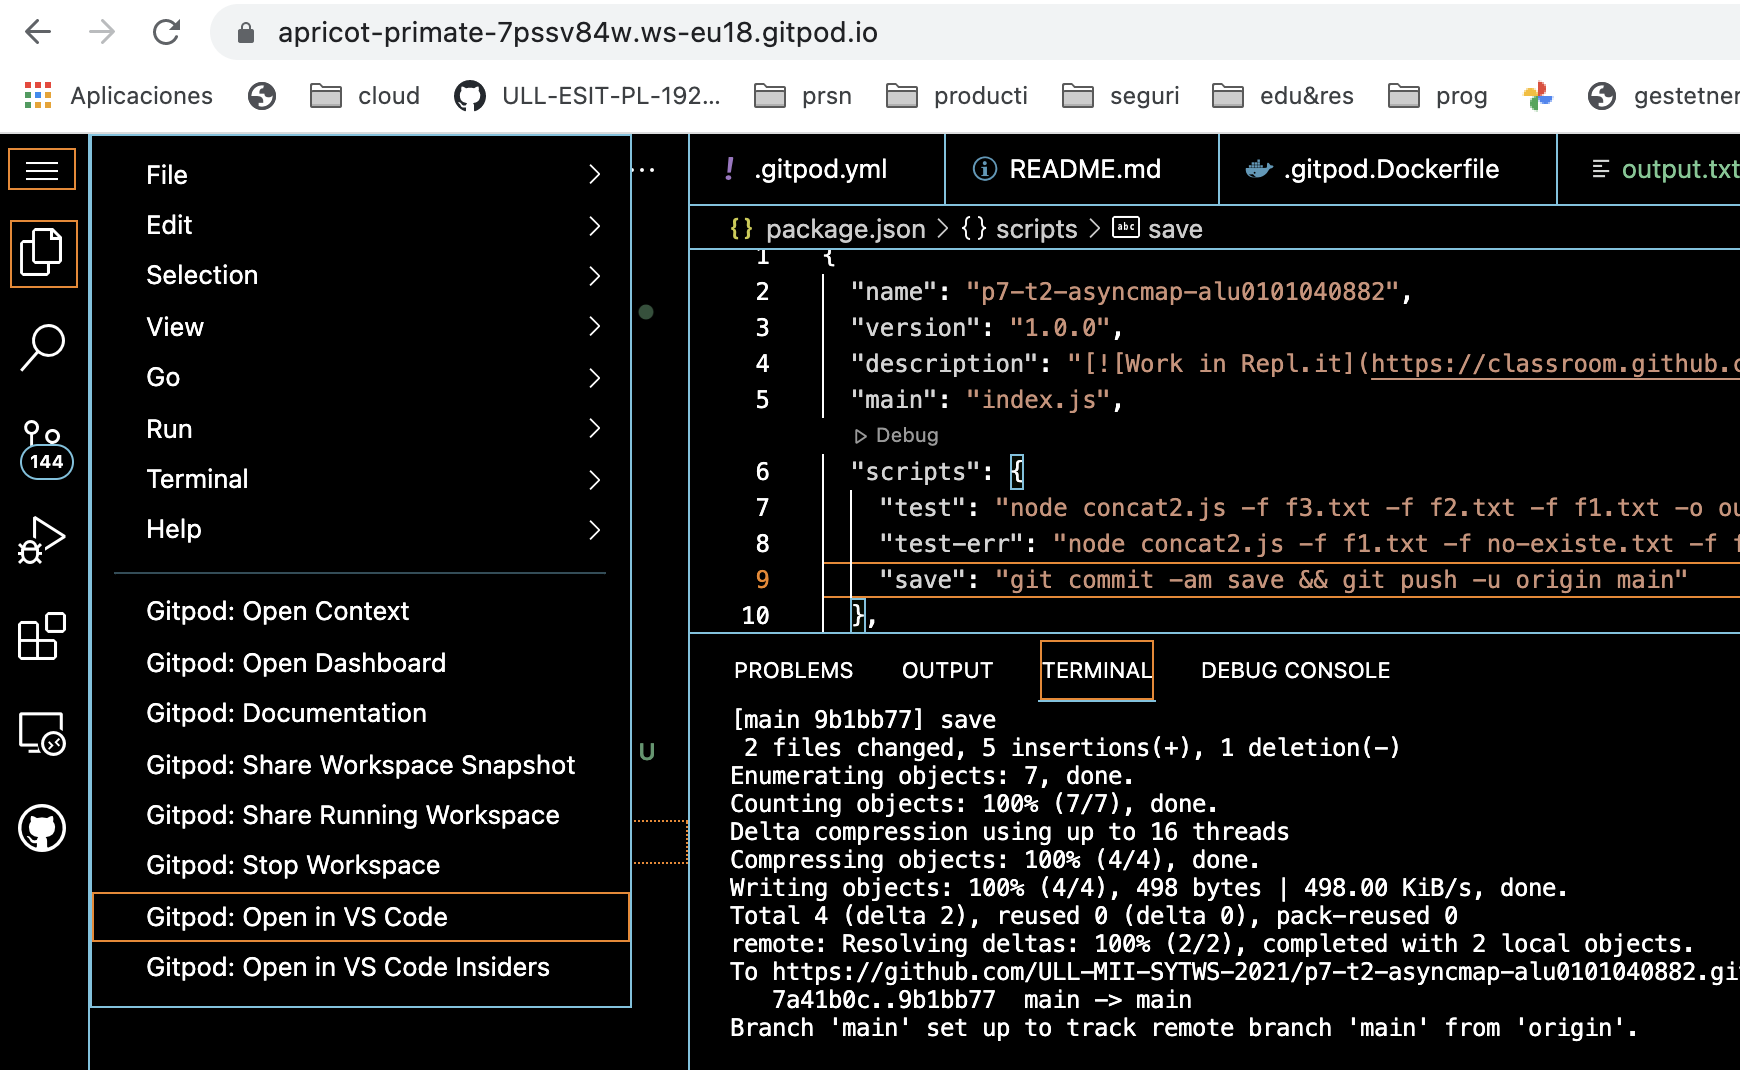 apricot-primate-7pssv84w.ws-eu18.gitpod.io
Aplicaciones cloud ULL-ESIT-PL-192... prsn producti seguri edu&res prog gestetner
File
Edit
Selection
View
Go
Run
Terminal
Help
Gitpod: Open Context
Gitpod: Open Dashboard
Gitpod: Documentation
Gitpod: Share Workspace Snapshot
Gitpod: Share Running Workspace
Gitpod: Stop Workspace
Gitpod: Open in VS Code
Gitpod: Open in VS Code Insiders
144
...
U
! .gitpod.yml README.md .gitpod.Dockerfile output.txt
{} package.json > {} scripts > abc save
1 {
2 "name": "p7-t2-asyncmap-alu0101040882",
3 "version": "1.0.0",
4 "description": "[![Work in Repl.it](https://classroom.github.c
5 "main": "index.js",
Debug
6 "scripts": {
7 "test": "node concat2.js -f f3.txt -f f2.txt -f f1.txt -o ou
8 "test-err": "node concat2.js -f f1.txt -f no-existe.txt -f f
9 "save": "git commit -am save && git push -u origin main"
10 },
PROBLEMS OUTPUT TERMINAL DEBUG CONSOLE
[main 9b1bb77] save
2 files changed, 5 insertions(+), 1 deletion(-)
Enumerating objects: 7, done.
Counting objects: 100% (7/7), done.
Delta compression using up to 16 threads
Compressing objects: 100% (4/4), done.
Writing objects: 100% (4/4), 498 bytes | 498.00 KiB/s, done.
Total 4 (delta 2), reused 0 (delta 0), pack-reused 0
remote: Resolving deltas: 100% (2/2), completed with 2 local objects.
To https://github.com/ULL-MII-SYTWS-2021/p7-t2-asyncmap-alu0101040882.gi
7a41b0c..9b1bb77 main -> main
Branch 'main' set up to track remote branch 'main' from 'origin'.